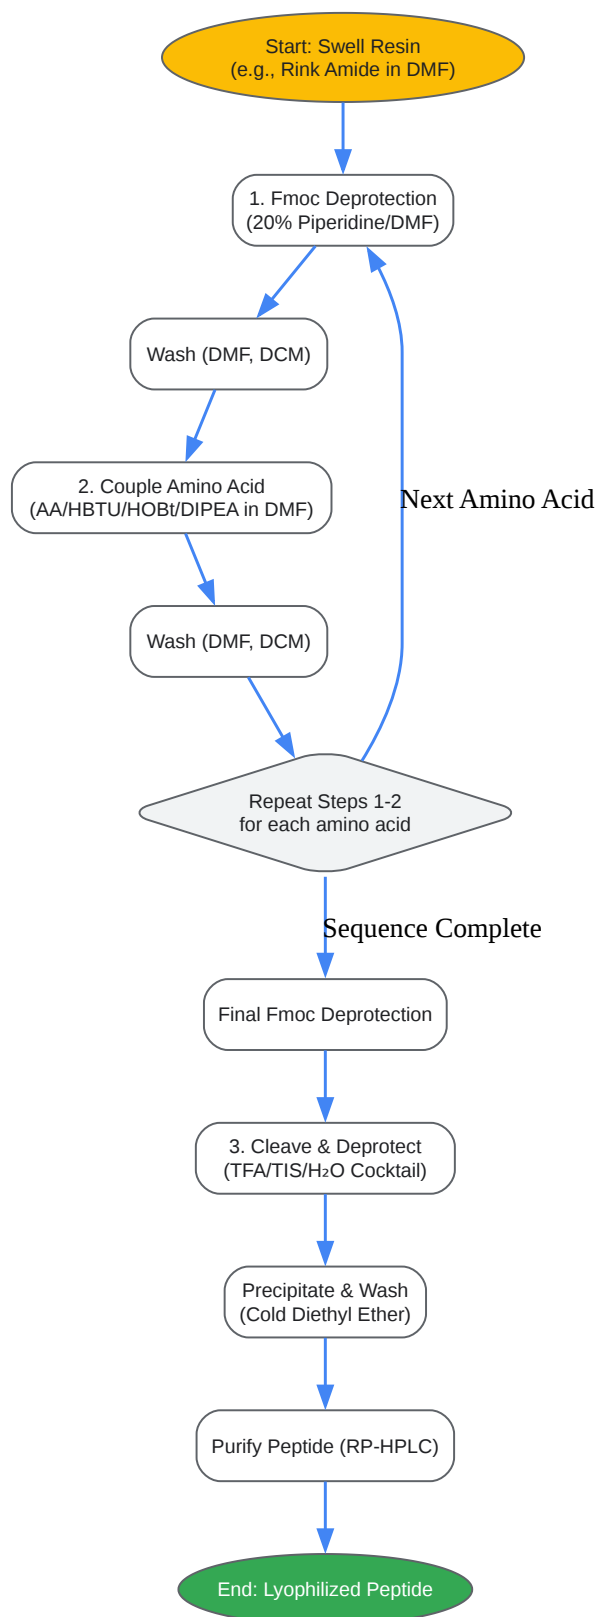 Start: Swell Resin
(e.g., Rink Amide in DMF)
1. Fmoc Deprotection
(20% Piperidine/DMF)
Wash (DMF, DCM)
2. Couple Amino Acid
(AA/HBTU/HOBt/DIPEA in DMF)
Next Amino Acid
Wash (DMF, DCM)
Repeat Steps 1-2
for each amino acid
Sequence Complete
Final Fmoc Deprotection
3. Cleave & Deprotect
(TFA/TIS/H₂O Cocktail)
Precipitate & Wash
(Cold Diethyl Ether)
Purify Peptide (RP-HPLC)
End: Lyophilized Peptide